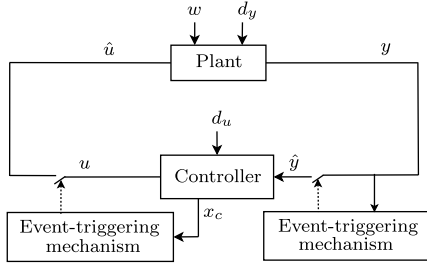 w d_y
û y
Plant
d_u
u ŷ
Controller
x_c
Event-triggering
mechanism
Event-triggering
mechanism